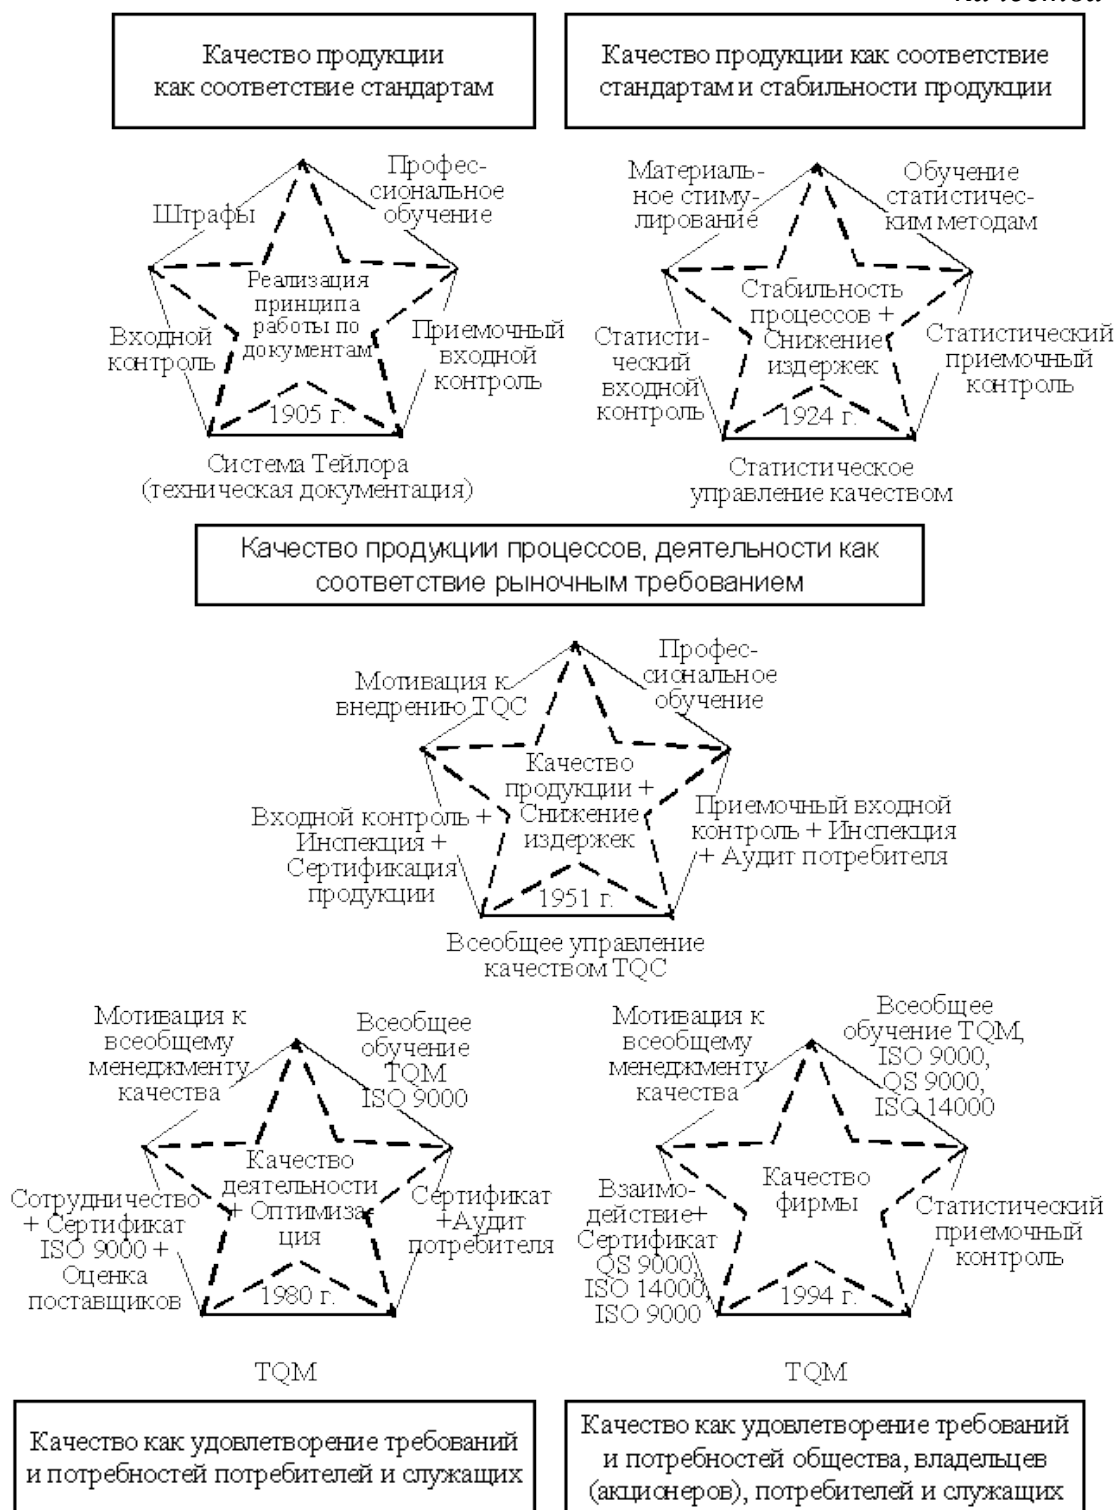 качества
Качество продукции
как соответствие стандартам
Качество продукции как соответствие
стандартам и стабильности продукции
Штрафы
Профес-
сиональное
обучение
Реализация
принципа
работы по
документам
Входной
контроль
Приемочный
входной
контроль
1905 г.
Система Тейлора
(техническая документация)
Материаль-
ное стиму-
лирование
Обучение
статистичес-
ким методам
Стабильность
процессов +
Снижение
издержек
Статисти-
ческий
входной
контроль
Статистический
приемочный
контроль
1924 г.
Статистическое
управление качеством
Качество продукции процессов, деятельности как
соответствие рыночным требованием
Мотивация к
внедрению TQC
Профес-
сиональное
обучение
Качество
продукции +
Снижение
издержек
Входной контроль +
Инспекция +
Сертификация
продукции
Приемочный входной
контроль + Инспекция
+ Аудит потребителя
1951 г.
Всеобщее управление
качеством TQC
Мотивация к
всеобщему
менеджменту
качества
Всеобщее
обучение
TQM
ISO 9000
Качество
деятельности
+ Оптимиза-
ция
Сотрудничество
+ Сертификат
ISO 9000 +
Оценка
поставщиков
Сертификат
+Аудит
потребителя
1980 г.
TQM
Мотивация к
всеобщему
менеджменту
качества
Всеобщее
обучение TQM,
ISO 9000,
QS 9000,
ISO 14000
Качество
фирмы
Взаимо-
действие+
Сертификат
QS 9000,
ISO 14000,
ISO 9000
Статистический
приемочный
контроль
1994 г.
TQM
Качество как удовлетворение требований
и потребностей потребителей и служащих
Качество как удовлетворение требований
и потребностей общества, владельцев
(акционеров), потребителей и служащих